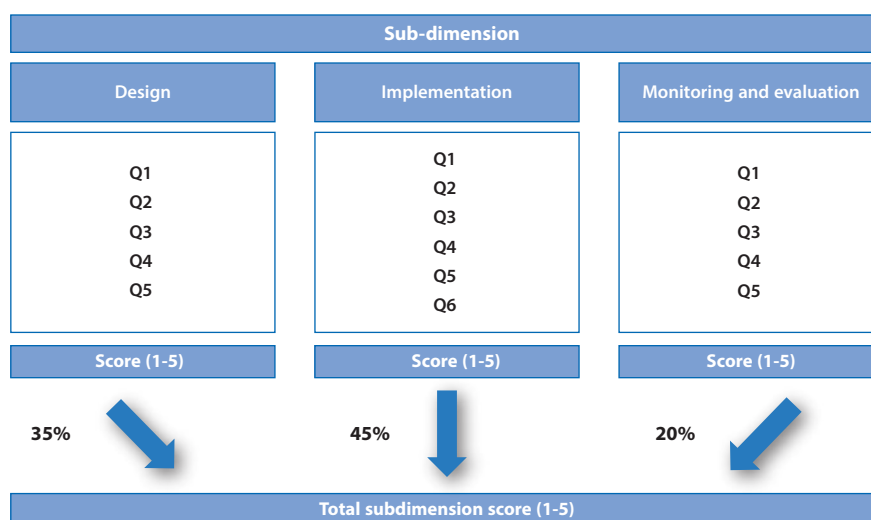 Sub-dimension
Design
Implementation
Monitoring and evaluation
Q1
Q2
Q3
Q4
Q5
Q1
Q2
Q3
Q4
Q5
Q6
Q1
Q2
Q3
Q4
Q5
Score (1-5)
Score (1-5)
Score (1-5)
35%
45%
20%
Total subdimension score (1-5)